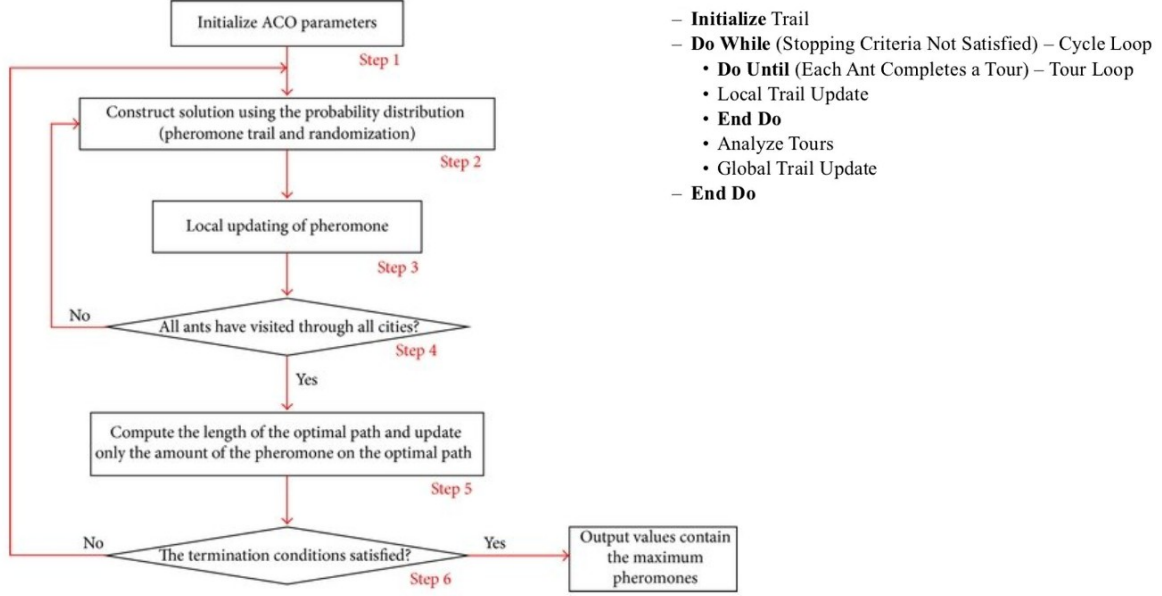 Initialize ACO parameters
Step 1
Construct solution using the probability distribution
(pheromone trail and randomization)
Step 2
Local updating of pheromone
Step 3
No
All ants have visited through all cities?
Step 4
Yes
Compute the length of the optimal path and update
only the amount of the pheromone on the optimal path
Step 5
No
The termination conditions satisfied?
Yes
Step 6
Output values contain
the maximum
pheromones
– Initialize Trail
– Do While (Stopping Criteria Not Satisfied) – Cycle Loop
• Do Until (Each Ant Completes a Tour) – Tour Loop
• Local Trail Update
• End Do
• Analyze Tours
• Global Trail Update
– End Do